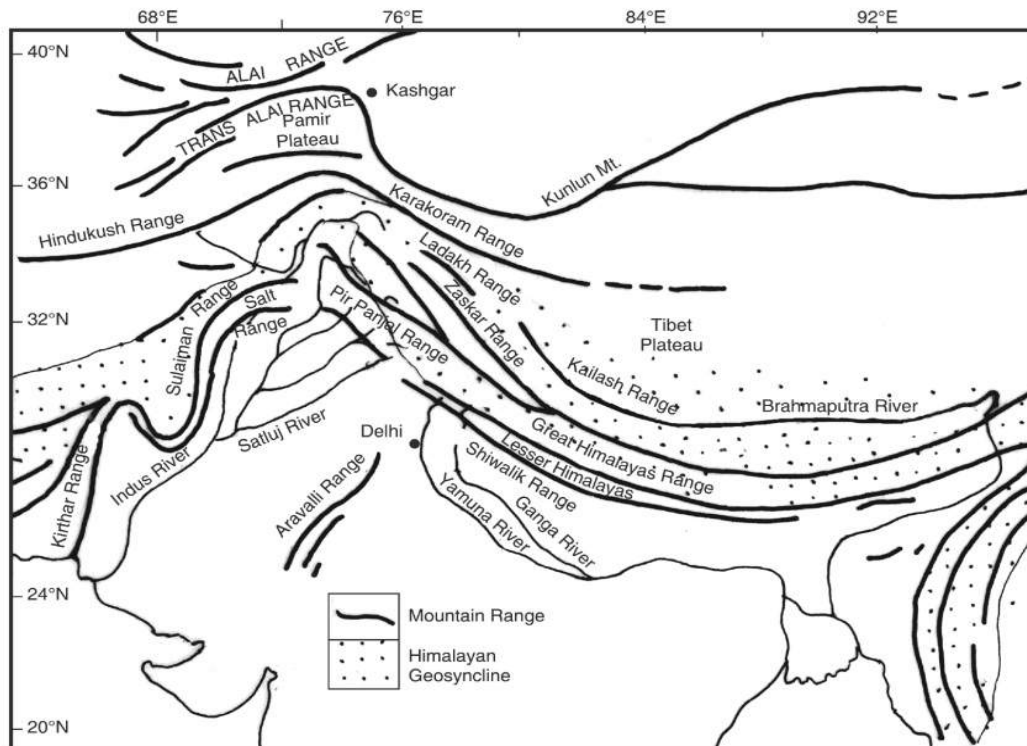 68°E 76°E 84°E 92°E
40°N
ALAI RANGE
Kashgar
TRANS ALAI RANGE
Pamir
Plateau
36°N
Kunlun Mt.
Hindukush Range
Karakoram Range
Ladakh Range
Zaskar Range
32°N
Sulaiman Range
Salt
Range
Pir Panjal Range
Tibet
Plateau
Kailash Range
Brahmaputra River
Satluj River
Delhi
Great Himalayas Range
Lesser Himalayas
Shiwalik Range
Indus River
Kirthar Range
Aravalli Range
Ganga River
Yamuna River
24°N
Mountain Range
Himalayan
Geosyncline
20°N